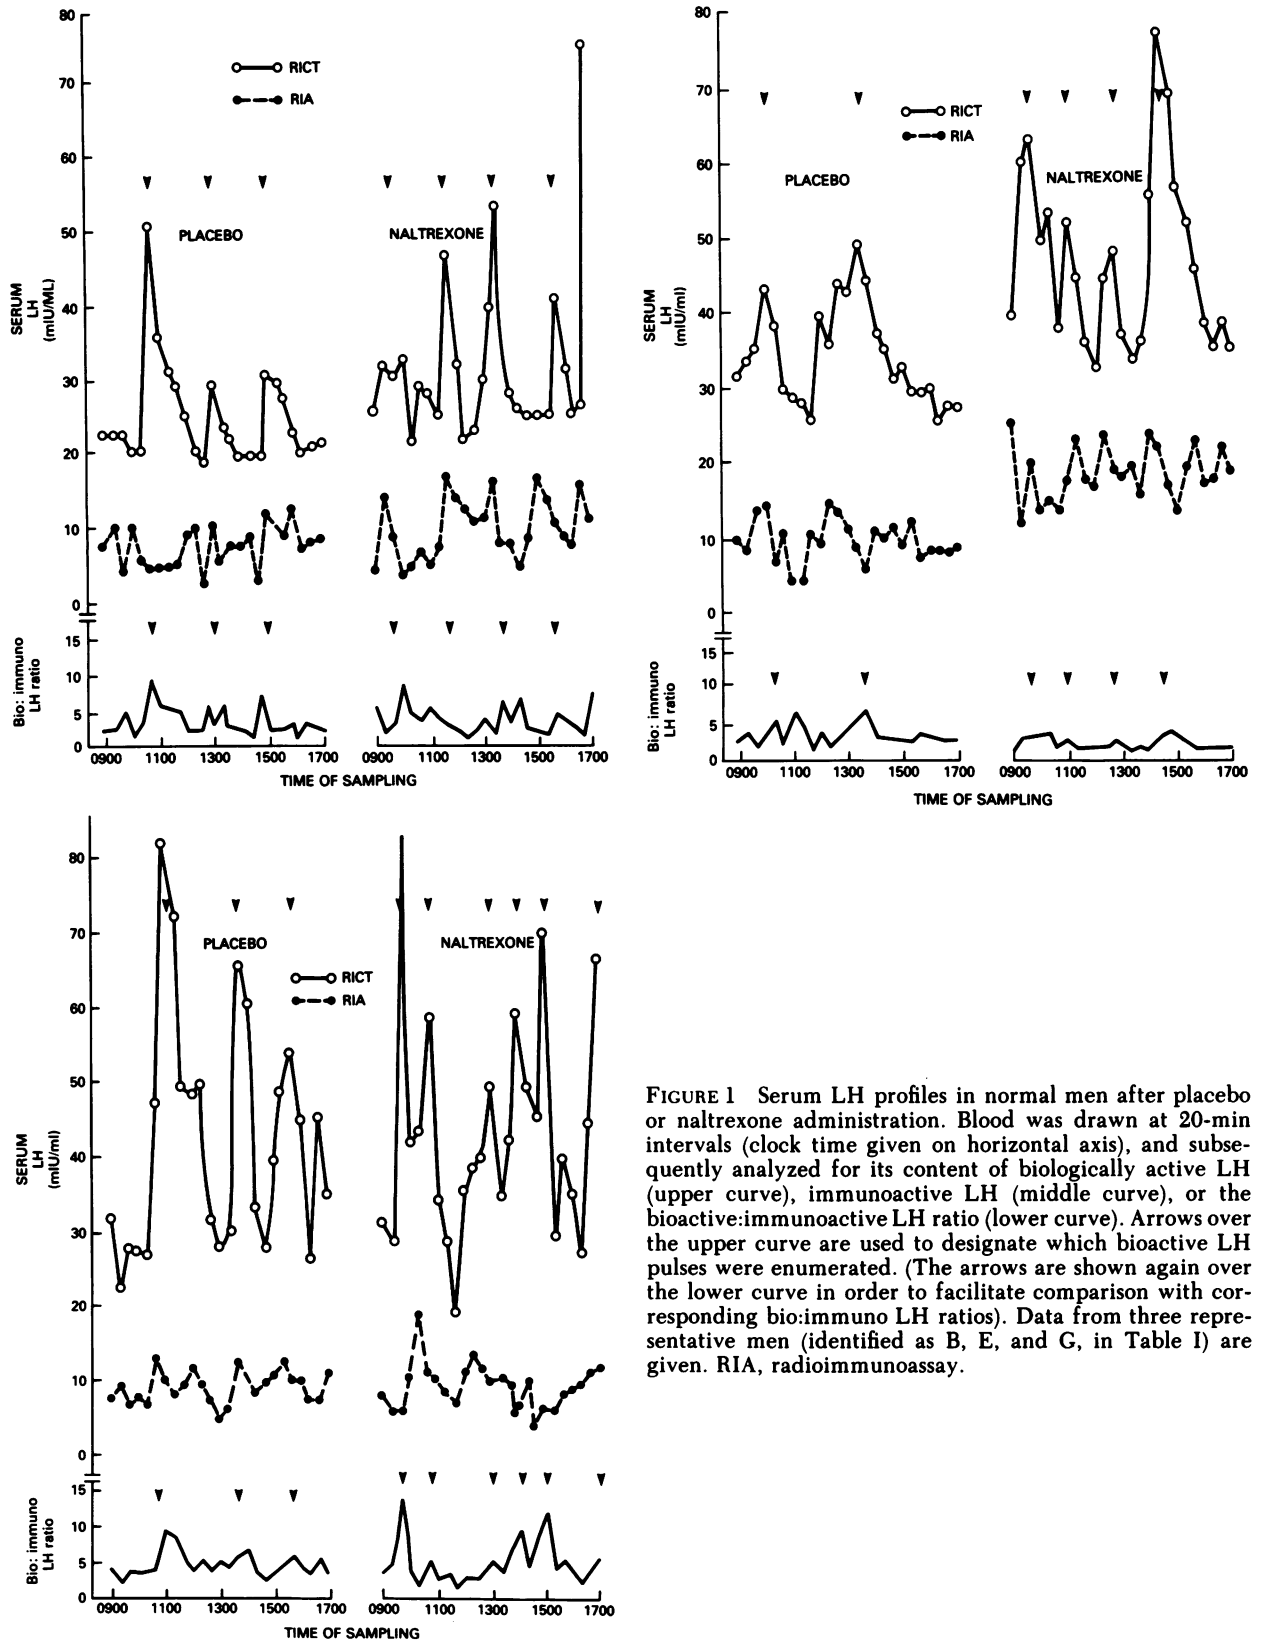 80
70
60
50
40
30
20
10
0
SERUM
LH
(mIU/ML)
RICT
RIA
PLACEBO
NALTREXONE
15
10
5
0
Bio: immuno
LH ratio
0900 1100 1300 1500 1700
0900 1100 1300 1500 1700
TIME OF SAMPLING
80
70
60
50
40
30
20
10
0
SERUM
LH
(mIU/ml)
RICT
RIA
PLACEBO
NALTREXONE
15
10
5
0
Bio: immuno
LH ratio
0900 1100 1300 1500 1700
0900 1100 1300 1500 1700
TIME OF SAMPLING
80
70
60
50
40
30
20
10
0
SERUM
LH
(mIU/ml)
PLACEBO
NALTREXONE
RICT
RIA
15
10
5
0
Bio: immuno
LH ratio
0900 1100 1300 1500 1700
0900 1100 1300 1500 1700
TIME OF SAMPLING
FIGURE 1 Serum LH profiles in normal men after placebo
or naltrexone administration. Blood was drawn at 20-min
intervals (clock time given on horizontal axis), and subse-
quently analyzed for its content of biologically active LH
(upper curve), immunoactive LH (middle curve), or the
bioactive:immunoactive LH ratio (lower curve). Arrows over
the upper curve are used to designate which bioactive LH
pulses were enumerated. (The arrows are shown again over
the lower curve in order to facilitate comparison with cor-
responding bio:immuno LH ratios). Data from three repre-
sentative men (identified as B, E, and G, in Table I) are
given. RIA, radioimmunoassay.